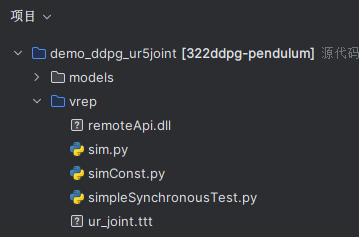 项目
demo_ddpg_ur5joint [322ddpg-pendulum] 源代码
models
vrep
remoteApi.dll
sim.py
simConst.py
simpleSynchronousTest.py
ur_joint.ttt